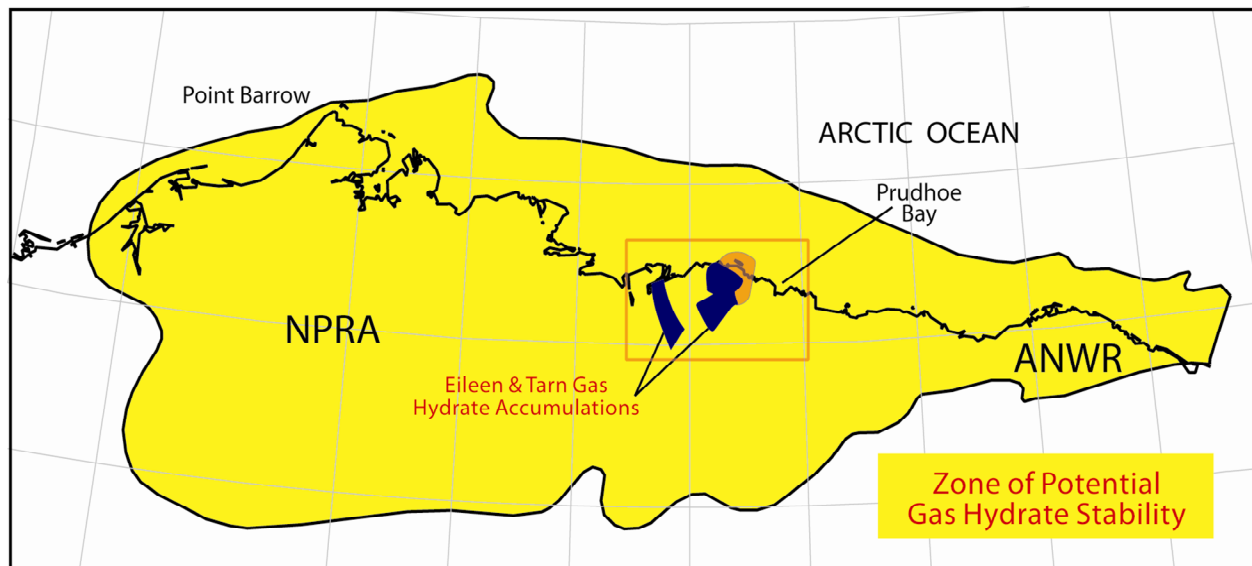 Point Barrow
ARCTIC OCEAN
Prudhoe
Bay
NPRA
ANWR
Eileen & Tarn Gas
Hydrate Accumulations
Zone of Potential
Gas Hydrate Stability